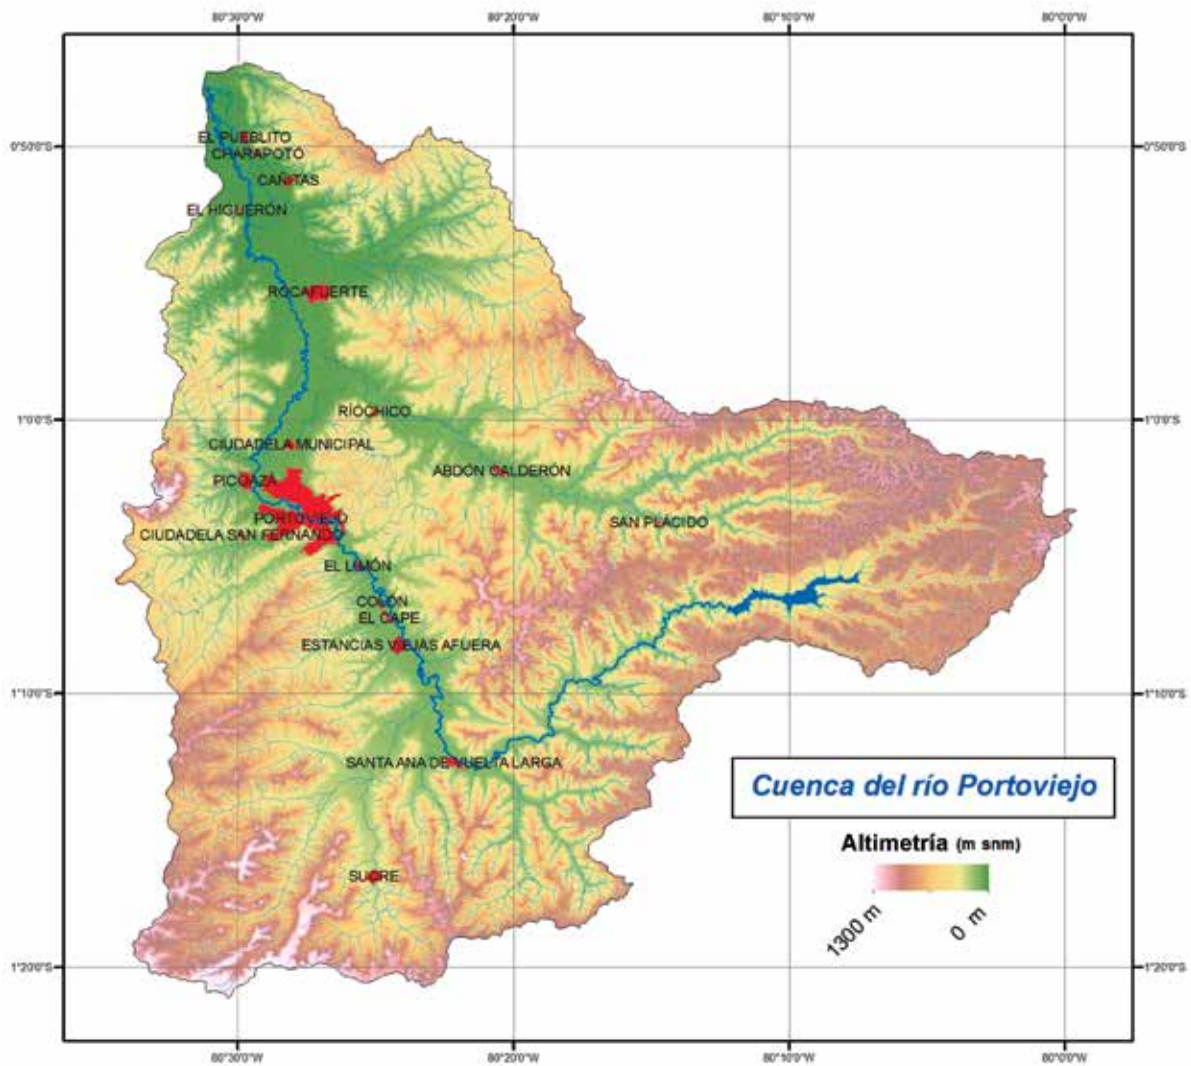 80°30'0"W 80°20'0"W 80°10'0"W 80°0'0"W
0°50'0"S 0°50'0"S
EL PUEBLITO
CHARAPOTÓ
CAÑITAS
EL HIGUERÓN
ROCAFUERTE
RÍOCHICO
1°0'0"S 1°0'0"S
CIUDADELA MUNICIPAL
ABDÓN CALDERÓN
PICOAZÁ
PORTOVIEJO
SAN PLÁCIDO
CIUDADELA SAN FERNANDO
EL LIMÓN
COLÓN
EL CAPE
ESTANCIAS VIEJAS AFUERA
1°10'0"S 1°10'0"S
SANTA ANA DE VUELTA LARGA
Cuenca del río Portoviejo
Altimetría (m snm)
1300 m 0 m
SUCRE
1°20'0"S 1°20'0"S
80°30'0"W 80°20'0"W 80°10'0"W 80°0'0"W